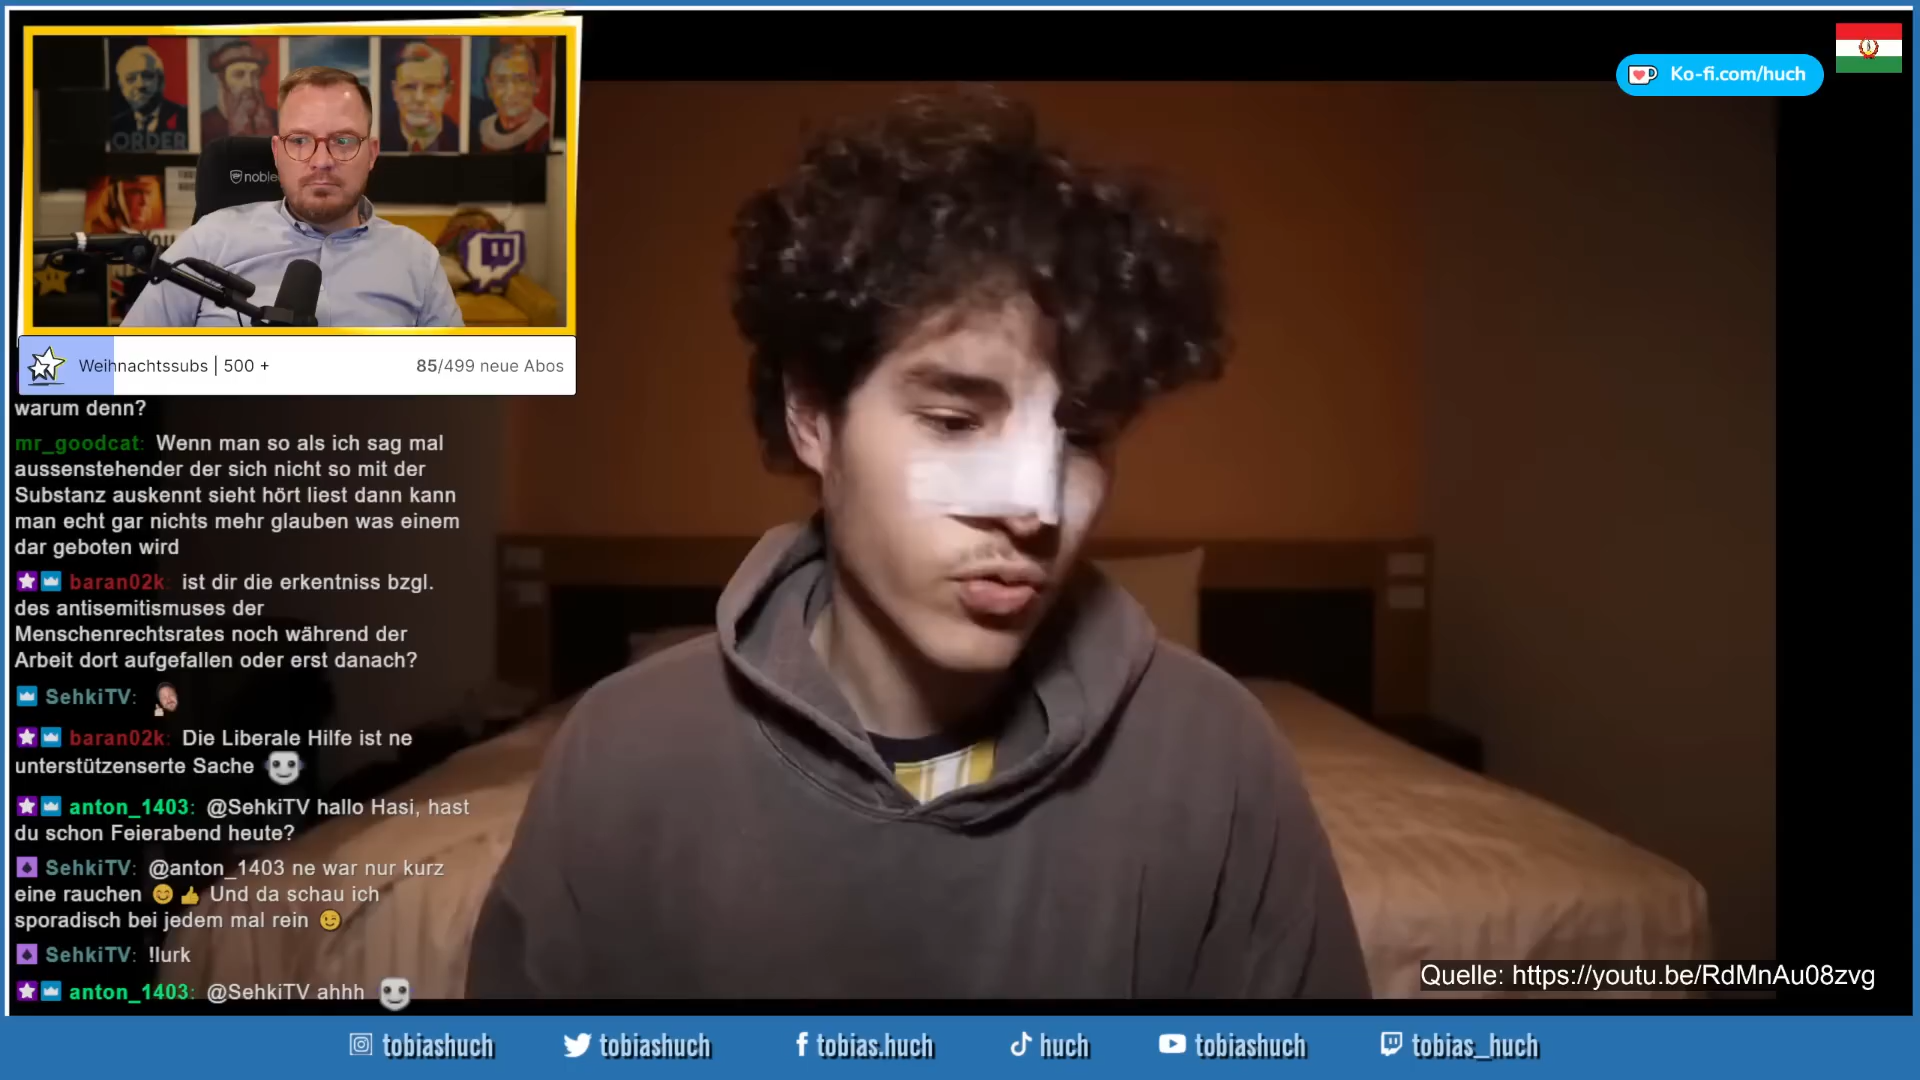 ORDER
noble
Weihnachtssubs | 500 +
85/499 neue Abos
warum denn?
mr_goodcat: Wenn man so als ich sag mal
aussenstehender der sich nicht so mit der
Substanz auskennt sieht hört liest dann kann
man echt gar nichts mehr glauben was einem
dar geboten wird
baran02k: ist dir die erkentniss bzgl.
des antisemitismuses der
Menschenrechtsrates noch während der
Arbeit dort aufgefallen oder erst danach?
SehkiTV:
baran02k: Die Liberale Hilfe ist ne
unterstützenserte Sache
anton_1403: @SehkiTV hallo Hasi, hast
du schon Feierabend heute?
SehkiTV: @anton_1403 ne war nur kurz
eine rauchen 😊 👍 Und da schau ich
sporadisch bei jedem mal rein 😉
SehkiTV: !lurk
anton_1403: @SehkiTV ahhh
Ko-fi.com/huch
Quelle: https://youtu.be/RdMnAu08zvg
tobiashuch
tobiashuch
tobias.huch
huch
tobiashuch
tobias_huch